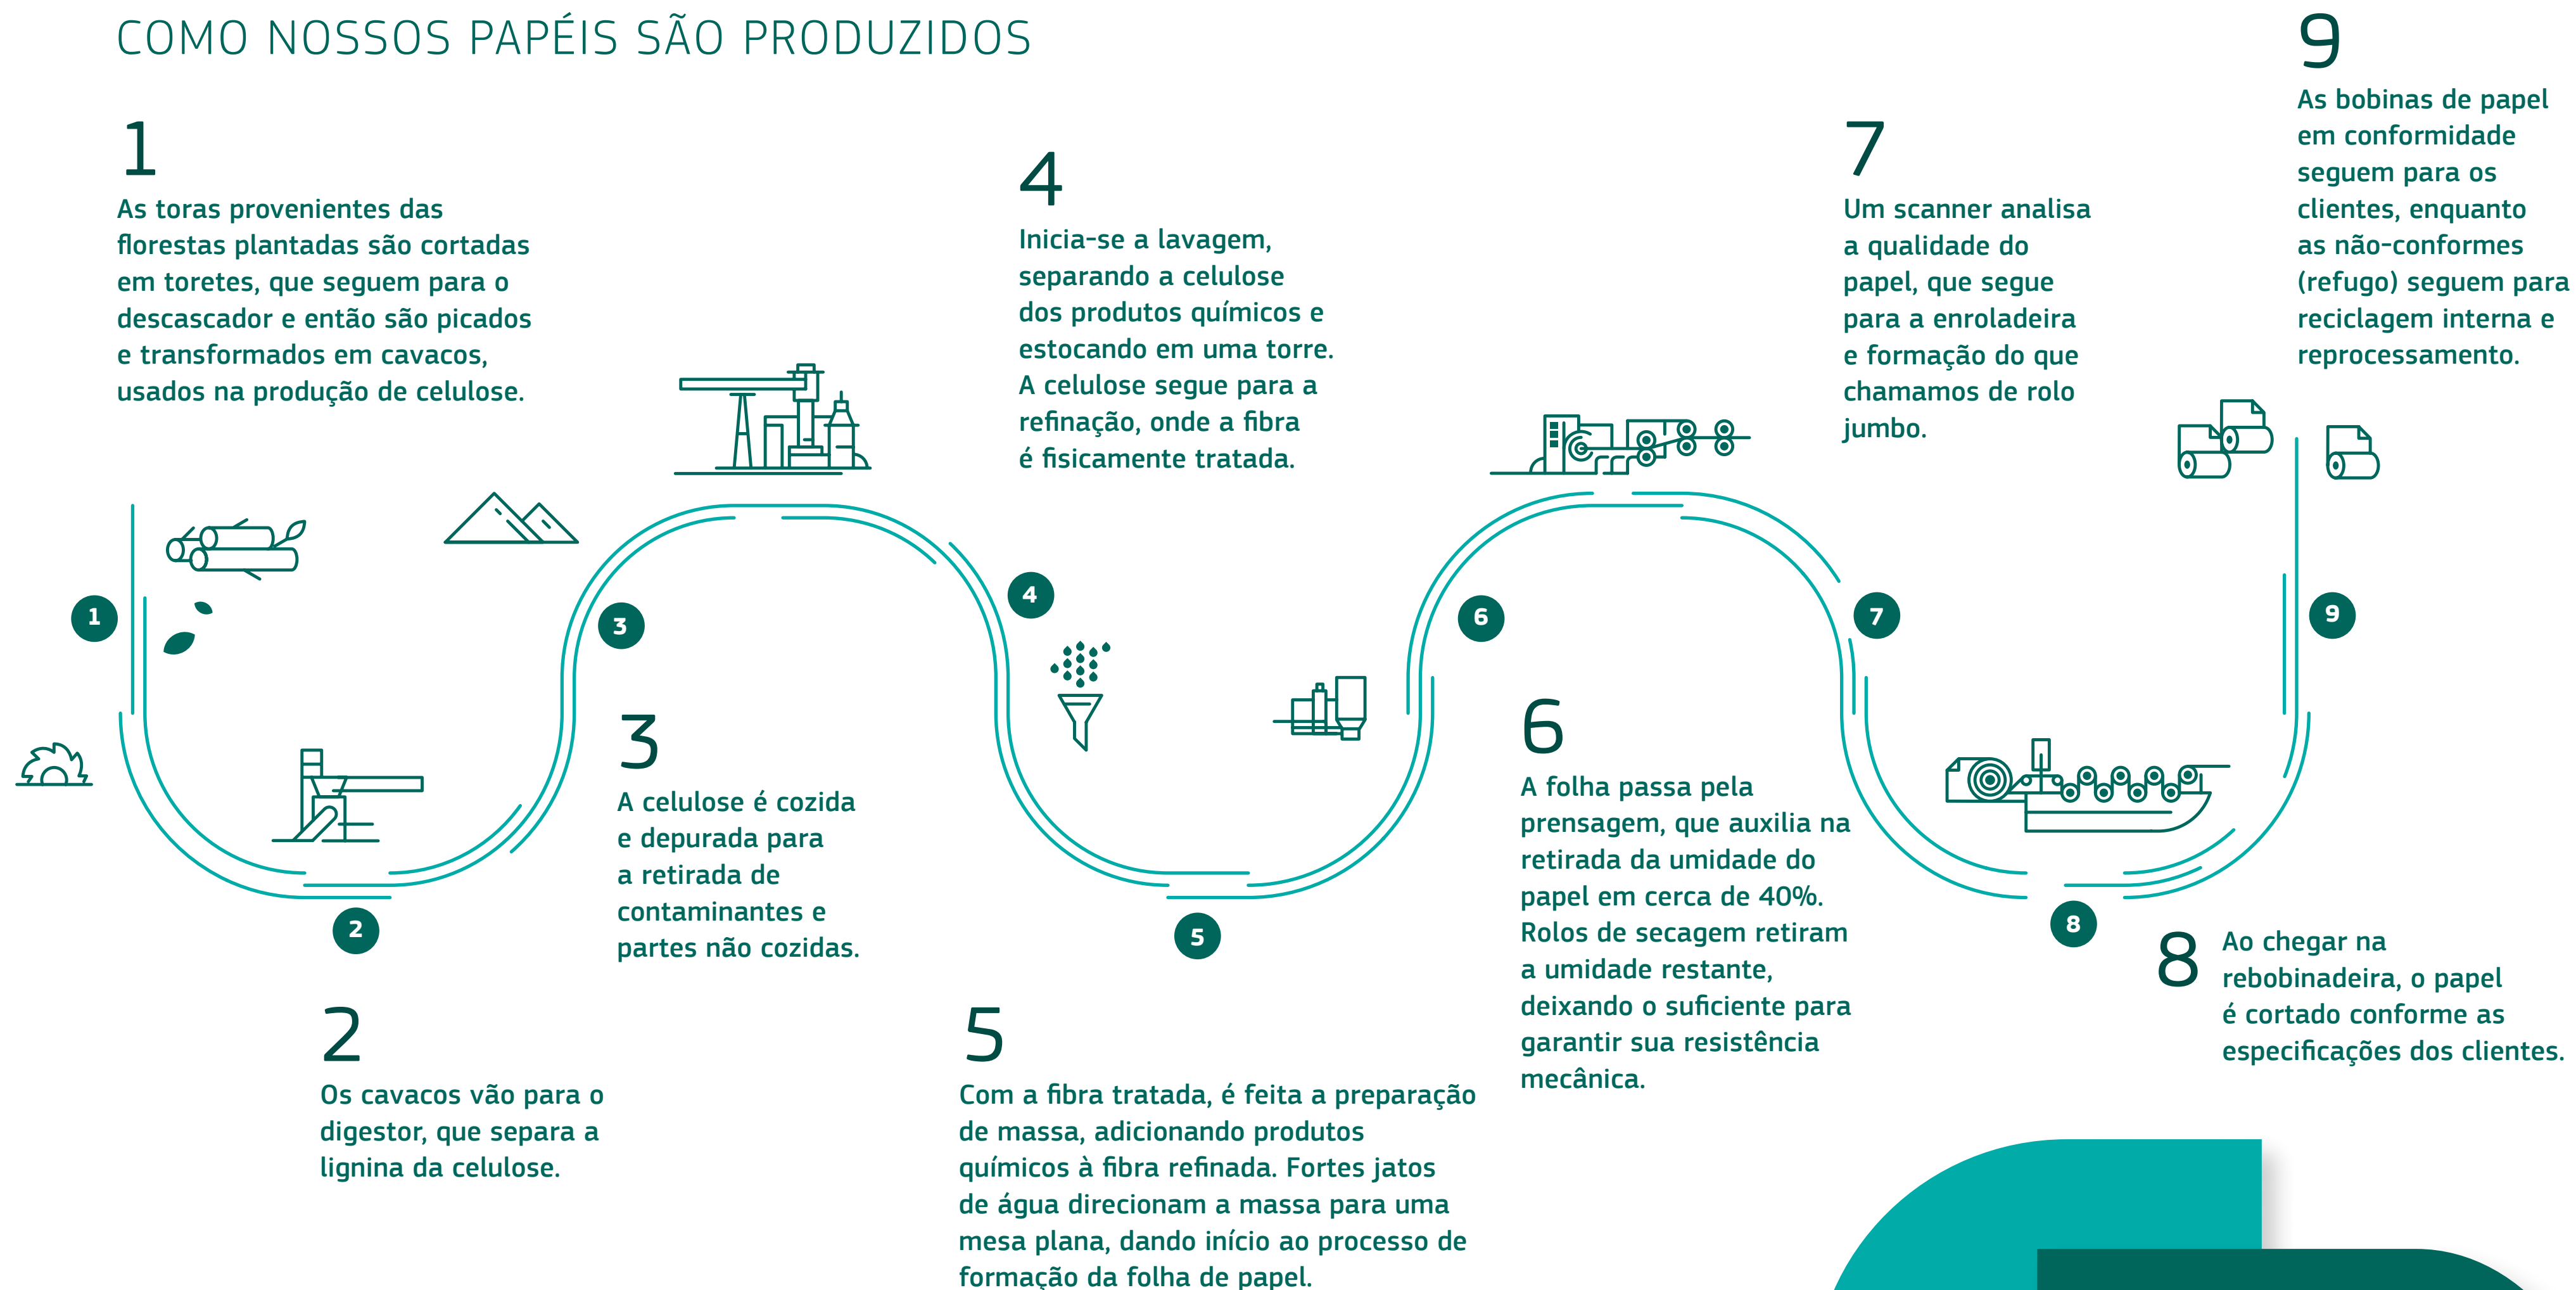 COMO NOSSOS PAPÉIS SÃO PRODUZIDOS
1
As toras provenientes das
florestas plantadas são cortadas
em toretes, que seguem para o
descascador e então são picados
e transformados em cavacos,
usados na produção de celulose.
2
Os cavacos vão para o
digestor, que separa a
lignina da celulose.
3
A celulose é cozida
e depurada para
a retirada de
contaminantes e
partes não cozidas.
4
Inicia-se a lavagem,
separando a celulose
dos produtos químicos e
estocando em uma torre.
A celulose segue para a
refinação, onde a fibra
é fisicamente tratada.
5
Com a fibra tratada, é feita a preparação
de massa, adicionando produtos
químicos à fibra refinada. Fortes jatos
de água direcionam a massa para uma
mesa plana, dando início ao processo de
formação da folha de papel.
6
A folha passa pela
prensagem, que auxilia na
retirada da umidade do
papel em cerca de 40%.
Rolos de secagem retiram
a umidade restante,
deixando o suficiente para
garantir sua resistência
mecânica.
7
Um scanner analisa
a qualidade do
papel, que segue
para a enroladeira
e formação do que
chamamos de rolo
jumbo.
8
Ao chegar na
rebobinadeira, o papel
é cortado conforme as
especificações dos clientes.
9
As bobinas de papel
em conformidade
seguem para os
clientes, enquanto
as não-conformes
(refugo) seguem para
reciclagem interna e
reprocessamento.
1
2
3
4
5
6
7
8
9